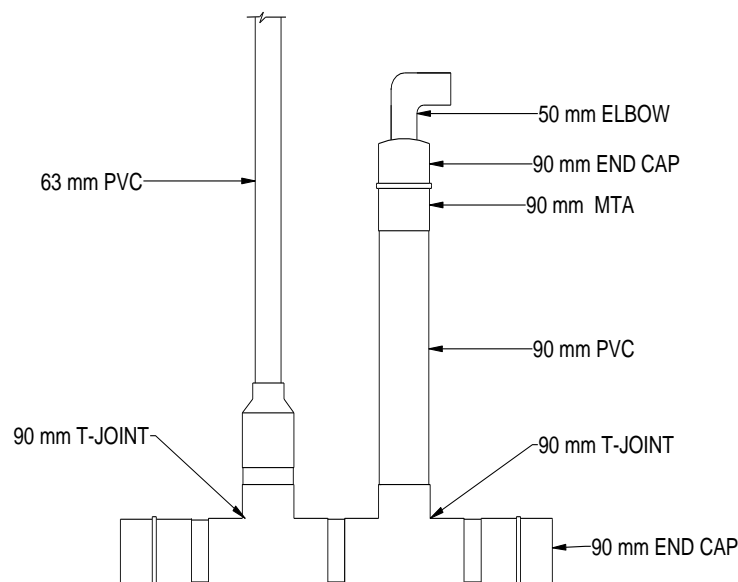 50 mm ELBOW
90 mm END CAP
63 mm PVC
90 mm MTA
90 mm PVC
90 mm T-JOINT
90 mm T-JOINT
90 mm END CAP